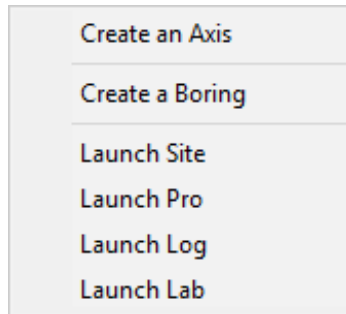 Create an Axis
Create a Boring
Launch Site
Launch Pro
Launch Log
Launch Lab